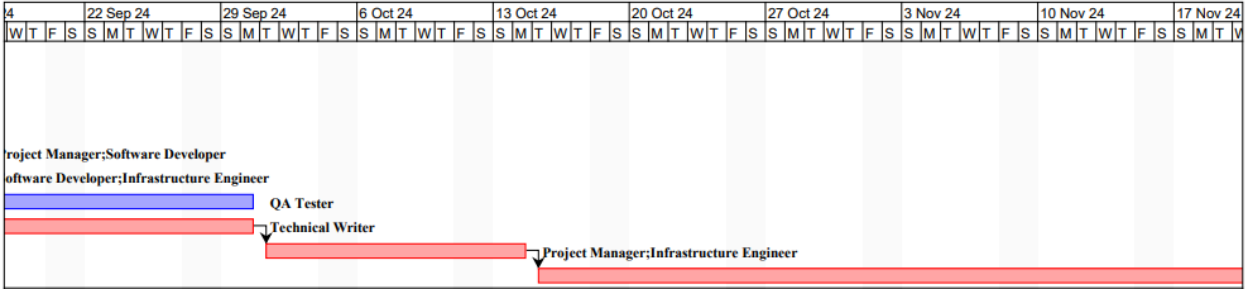 4 22 Sep 24 29 Sep 24 6 Oct 24 13 Oct 24 20 Oct 24 27 Oct 24 3 Nov 24 10 Nov 24 17 Nov 24
W T F S S M T W T F S S M T W T F S S M T W T F S S M T W T F S S M T W T F S S M T W T F S S M T W T F S S M T W T F S S M T W
roject Manager;Software Developer
oftware Developer;Infrastructure Engineer
QA Tester
Technical Writer
Project Manager;Infrastructure Engineer